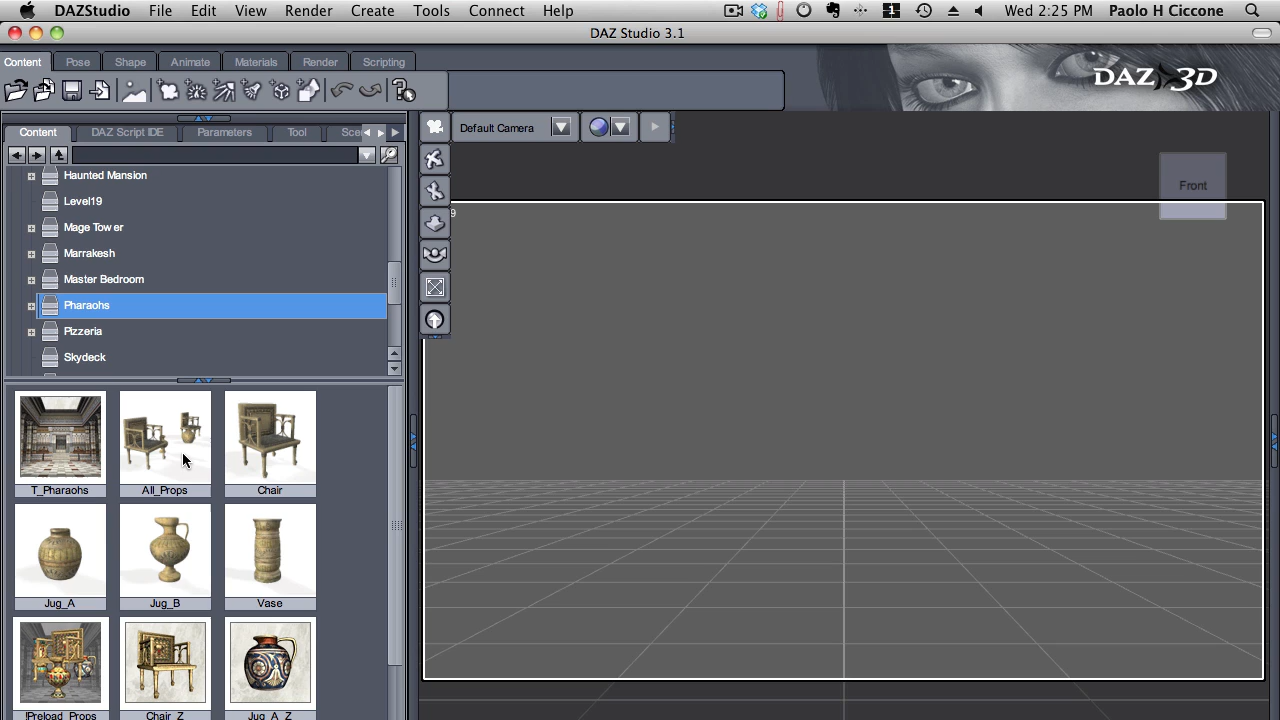 DAZStudio File Edit View Render Create Tools Connect Help 1 Wed 2:25 PM Paolo H Ciccone
DAZ Studio 3.1
Content Pose Shape Animate Materials Render Scripting
DAZ 3D
Content DAZ Script IDE Parameters Tool Sce
Default Camera
Haunted Mansion
Level19
Mage Tower
Marrakesh
Master Bedroom
Pharaohs
Pizzeria
Skydeck
Front
9
T_Pharaohs All_Props Chair
Jug_A Jug_B Vase
!Preload_Props Chair_Z Jug_A_Z